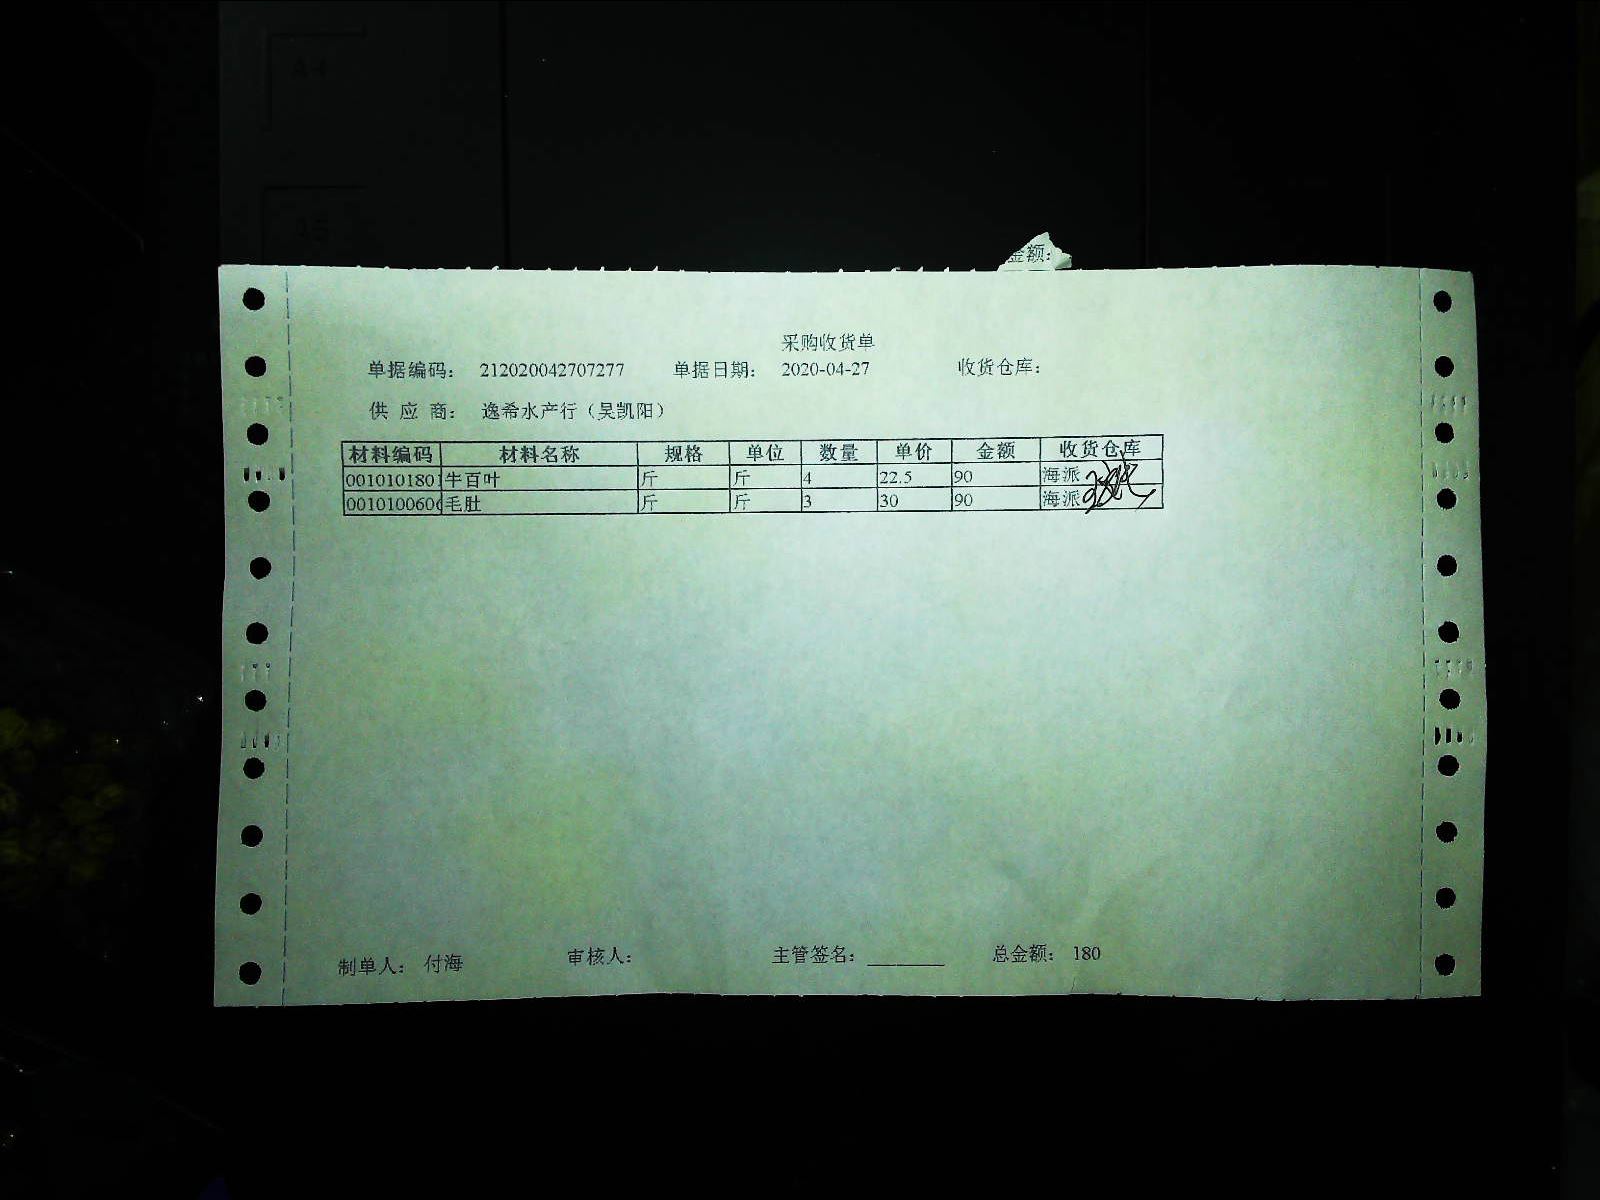 金额:
采购收货单
单据编码： 212020042707277 单据日期： 2020-04-27 收货仓库：
供 应 商： 逸希水产行（吴凯阳）
材料编码 材料名称 规格 单位 数量 单价 金额 收货仓库
0010101801 牛百叶 斤 斤 4 22.5 90 海派
0010100606 毛肚 斤 斤 3 30 90 海派
制单人： 付海 审核人： 主管签名： 总金额： 180